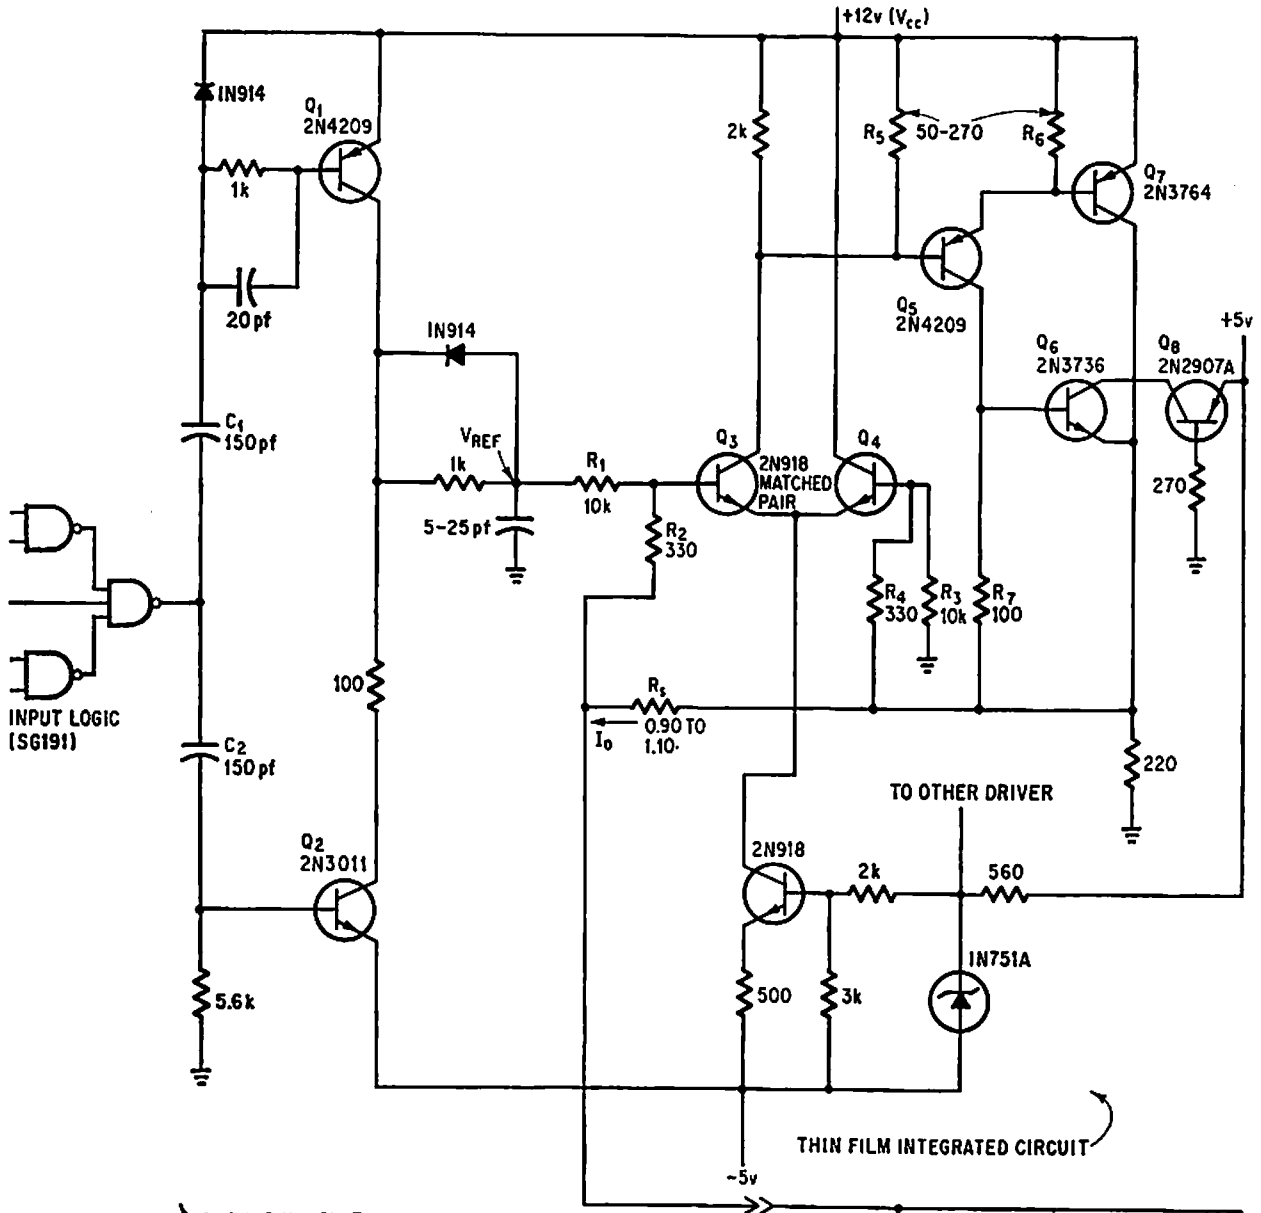 +12v (Vcc)
IN914
Q1
2N4209
1k
20pf
2k
R5
50-270
R6
Q7
2N3764
Q5
2N4209
+5v
Q6
2N3736
Q8
2N2907A
270
C1
150pf
IN914
VREF
1k
5-25pf
R1
10k
R2
330
Q3
Q4
2N918
MATCHED
PAIR
R4
330
R3
10k
R7
100
INPUT LOGIC
(SG191)
100
Rs
0.90 TO
1.10.
Io
C2
150pf
220
TO OTHER DRIVER
Q2
2N3011
2N918
2k
560
5.6k
500
3k
1N751A
THIN FILM INTEGRATED CIRCUIT
-5v